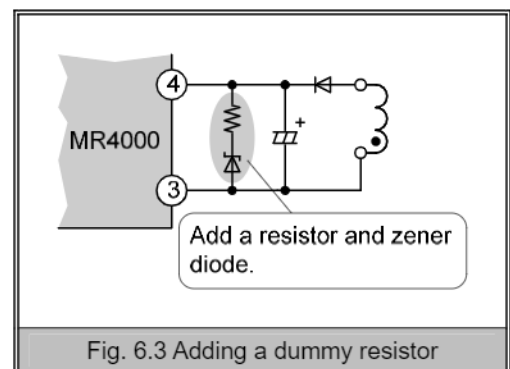 4
MR4000
+
3
Add a resistor and zener
diode.
Fig. 6.3 Adding a dummy resistor